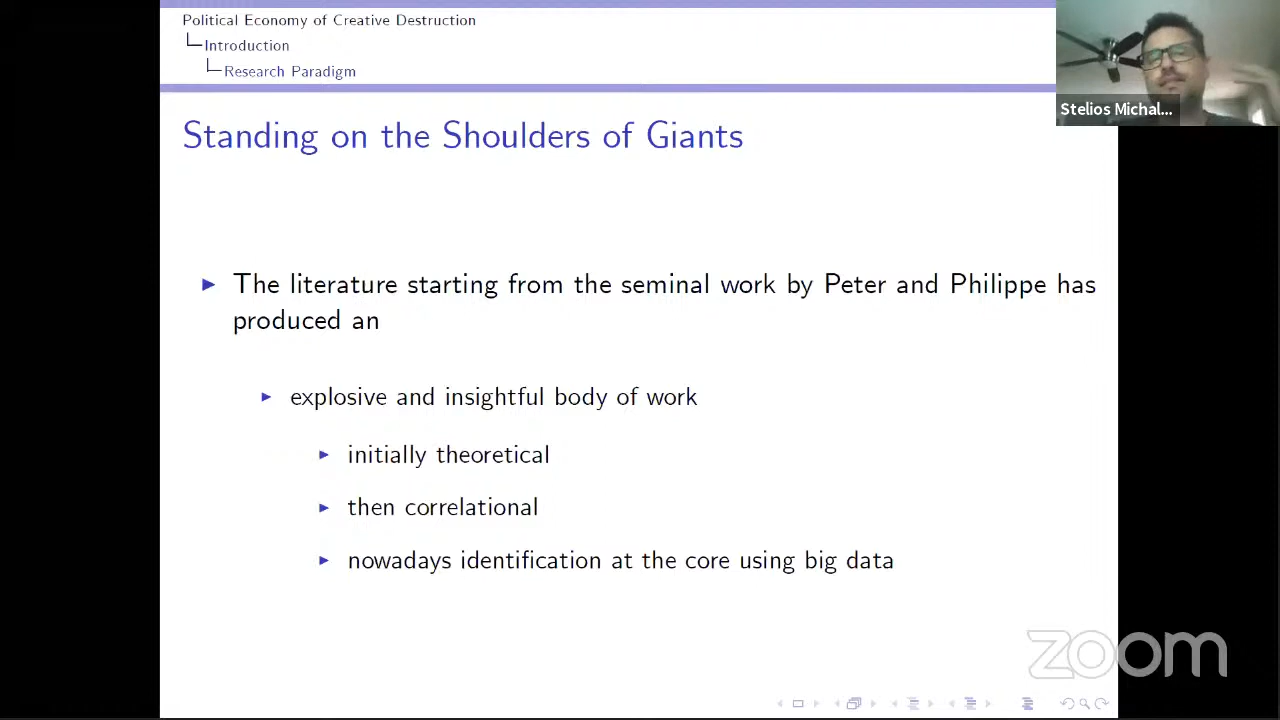 Political Economy of Creative Destruction
Introduction
Research Paradigm
Stelios Michal...
Standing on the Shoulders of Giants
The literature starting from the seminal work by Peter and Philippe has
produced an
explosive and insightful body of work
initially theoretical
then correlational
nowadays identification at the core using big data
zoom